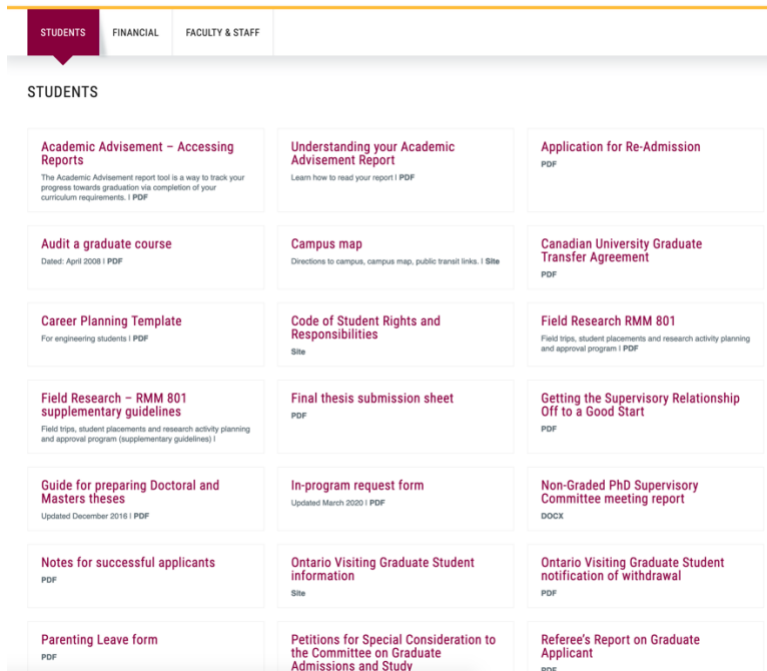 STUDENTS
FINANCIAL
FACULTY & STAFF
STUDENTS
Academic Advisement – Accessing
Reports
The Academic Advisement report tool is a way to track your
progress towards graduation via completion of your
curriculum requirements. | PDF
Understanding your Academic
Advisement Report
Learn how to read your report | PDF
Application for Re-Admission
PDF
Audit a graduate course
Dated: April 2008 | PDF
Campus map
Directions to campus, campus map, public transit links. | Site
Canadian University Graduate
Transfer Agreement
PDF
Career Planning Template
For engineering students | PDF
Code of Student Rights and
Responsibilities
Site
Field Research RMM 801
Field trips, student placements and research activity planning
and approval program | PDF
Field Research – RMM 801
supplementary guidelines
Field trips, student placements and research activity planning
and approval program (supplementary guidelines) |
Final thesis submission sheet
PDF
Getting the Supervisory Relationship
Off to a Good Start
PDF
Guide for preparing Doctoral and
Masters theses
Updated December 2016 | PDF
In-program request form
Updated March 2020 | PDF
Non-Graded PhD Supervisory
Committee meeting report
DOCX
Notes for successful applicants
PDF
Ontario Visiting Graduate Student
information
Site
Ontario Visiting Graduate Student
notification of withdrawal
PDF
Parenting Leave form
PDF
Petitions for Special Consideration to
the Committee on Graduate
Admissions and Study
Referee's Report on Graduate
Applicant
PDF